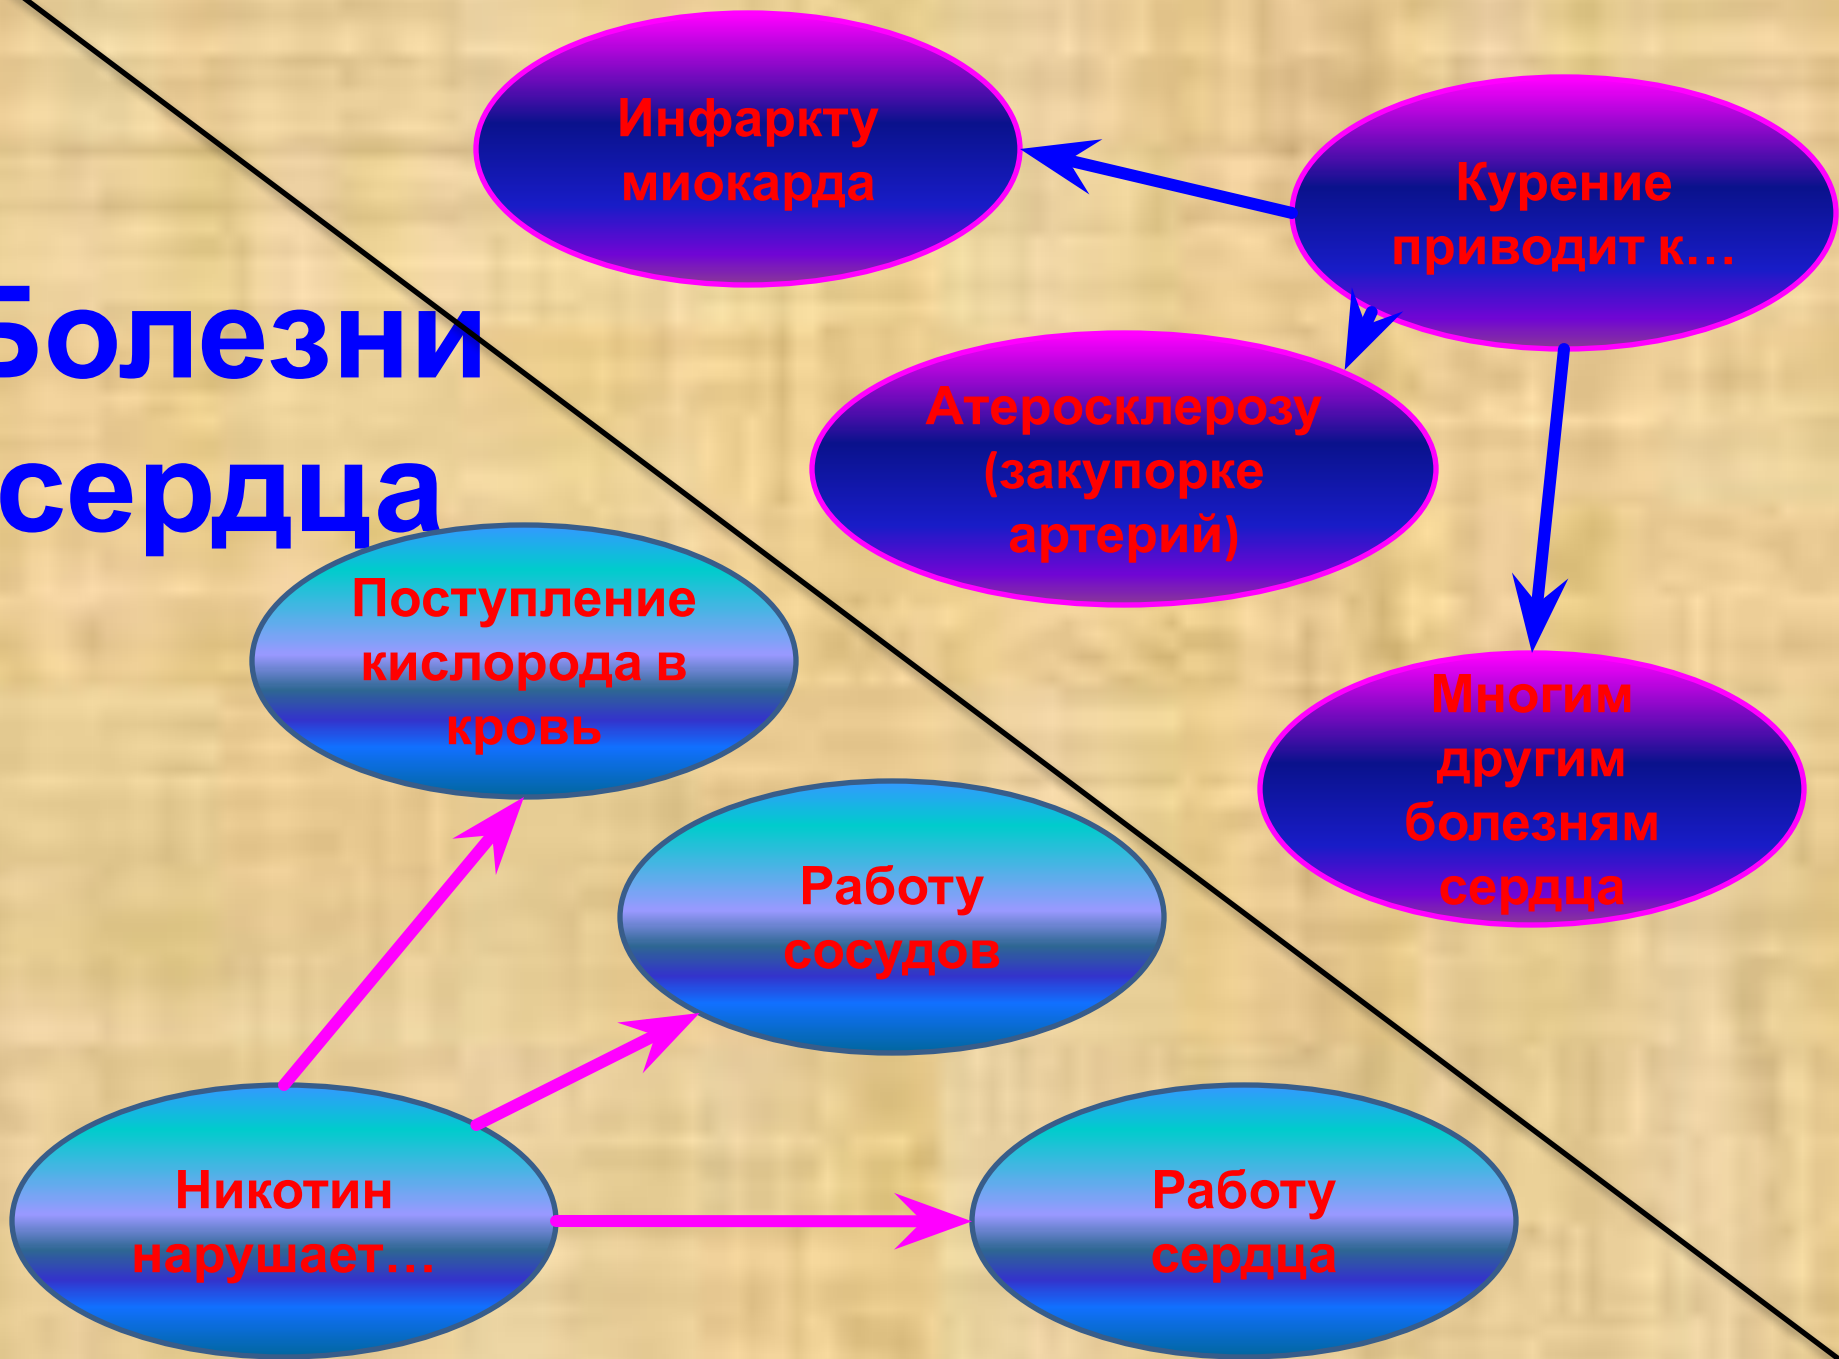 Болезни
сердца
Инфаркту
миокарда
Курение
приводит к…
Атеросклерозу
(закупорке
артерий)
Многим
другим
болезням
сердца
Поступление
кислорода в
кровь
Работу
сосудов
Никотин
нарушает…
Работу
сердца